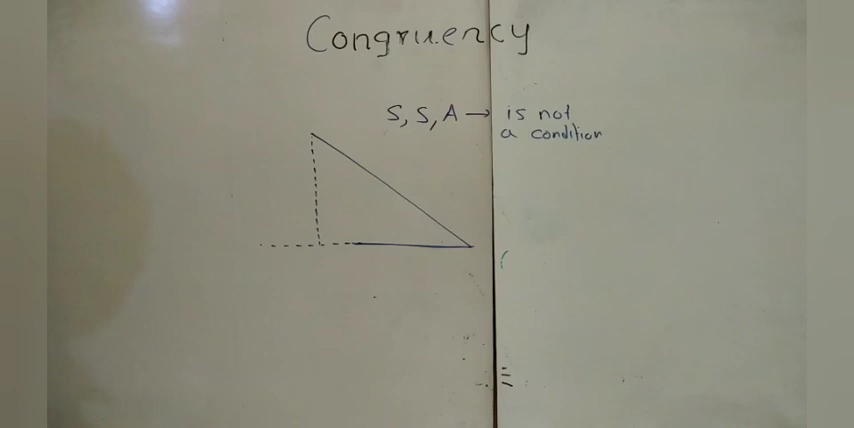 Congruency
S, S, A → is not
a condition